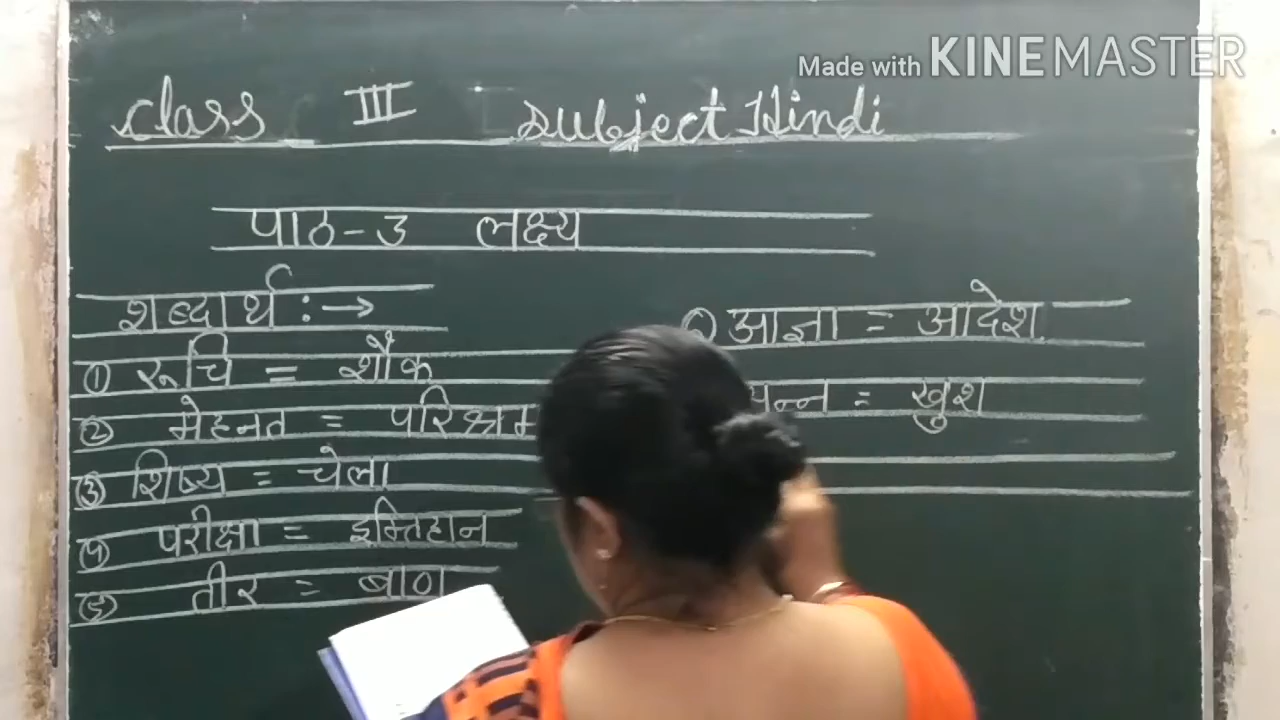 Made with KINEMASTER
Class III Subject Hindi
पाठ-3 लक्ष्य
शब्दार्थ :→
① रूचि = शौक
② मेहनत = परिश्रम
③ शिष्य = चेला
④ परीक्षा = इम्तिहान
⑤ तीर = बाण
आज्ञा = आदेश
= खुश